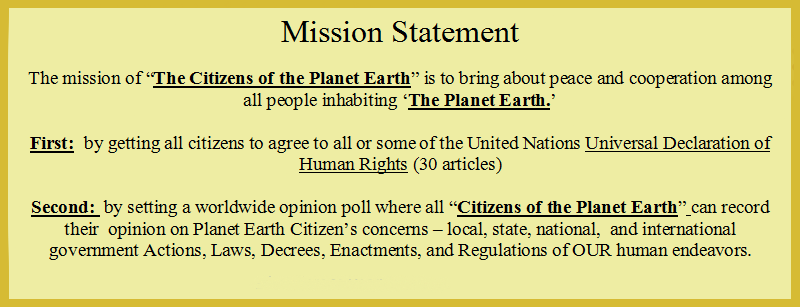 Mission Statement
The mission of “The Citizens of the Planet Earth” is to bring about peace and cooperation among
all people inhabiting ‘The Planet Earth.’
First:  by getting all citizens to agree to all or some of the United Nations Universal Declaration of
Human Rights (30 articles)
Second:  by setting a worldwide opinion poll where all “Citizens of the Planet Earth” can record
their  opinion on Planet Earth Citizen’s concerns – local, state, national,  and international
government Actions, Laws, Decrees, Enactments, and Regulations of OUR human endeavors.